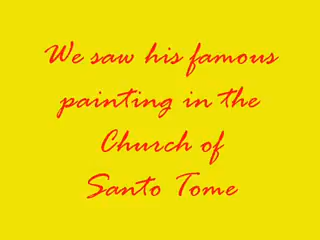 We saw his famous
painting in the
Church of
Santo Tome